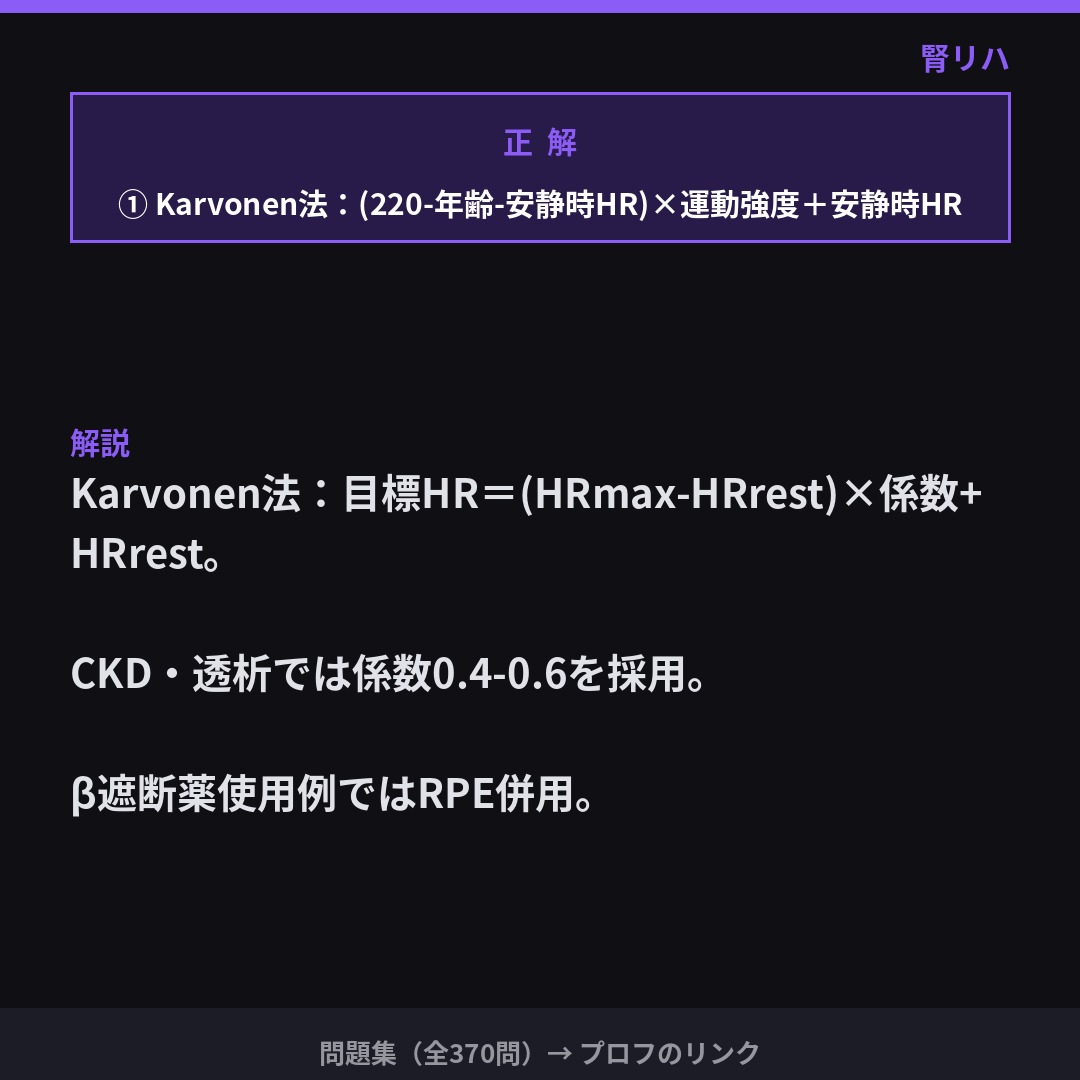 腎リハ
正 解
① Karvonen法：(220-年齢-安静時HR)×運動強度＋安静時HR
解説
Karvonen法：目標HR＝(HRmax-HRrest)×係数+
HRrest。
CKD・透析では係数0.4-0.6を採用。
β遮断薬使用例ではRPE併用。
問題集（全370問）→ プロフのリンク